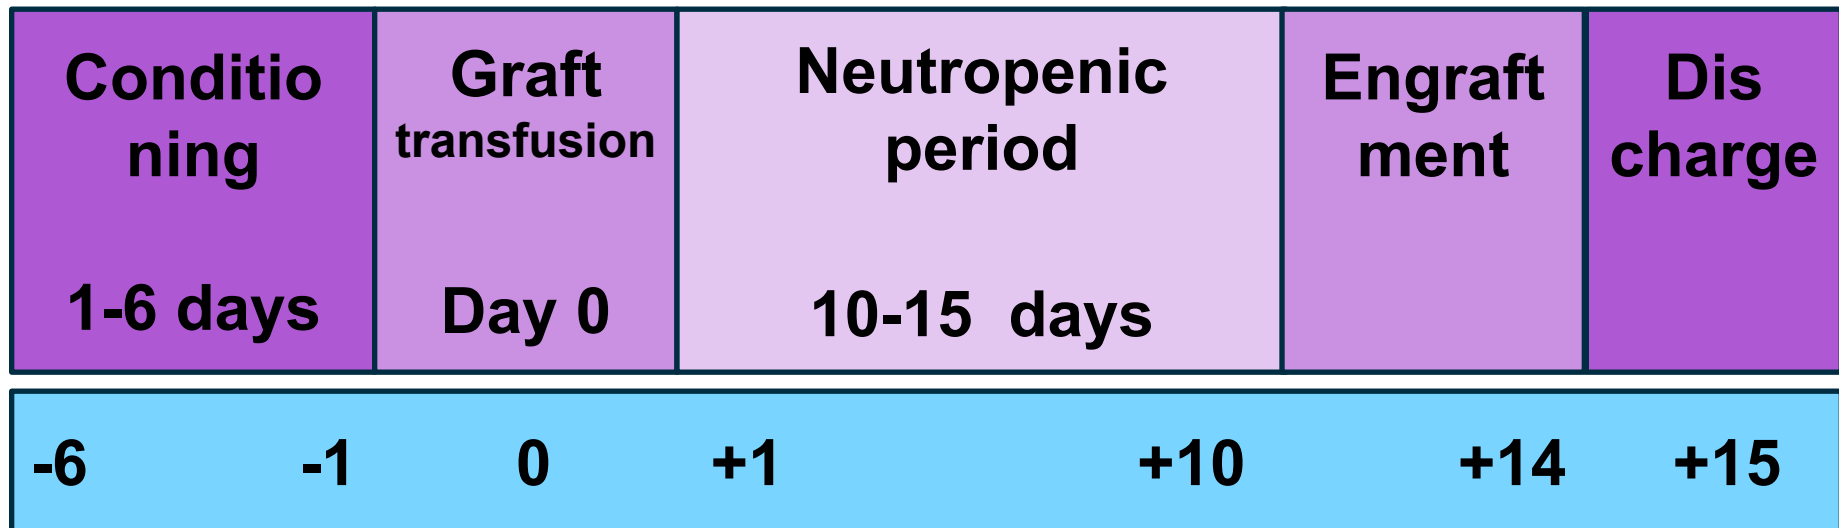 Conditio
ning
1-6 days
Graft
transfusion
Day 0
Neutropenic
period
10-15 days
Engraft
ment
Dis
charge
-6 -1 0 +1 +10 +14 +15